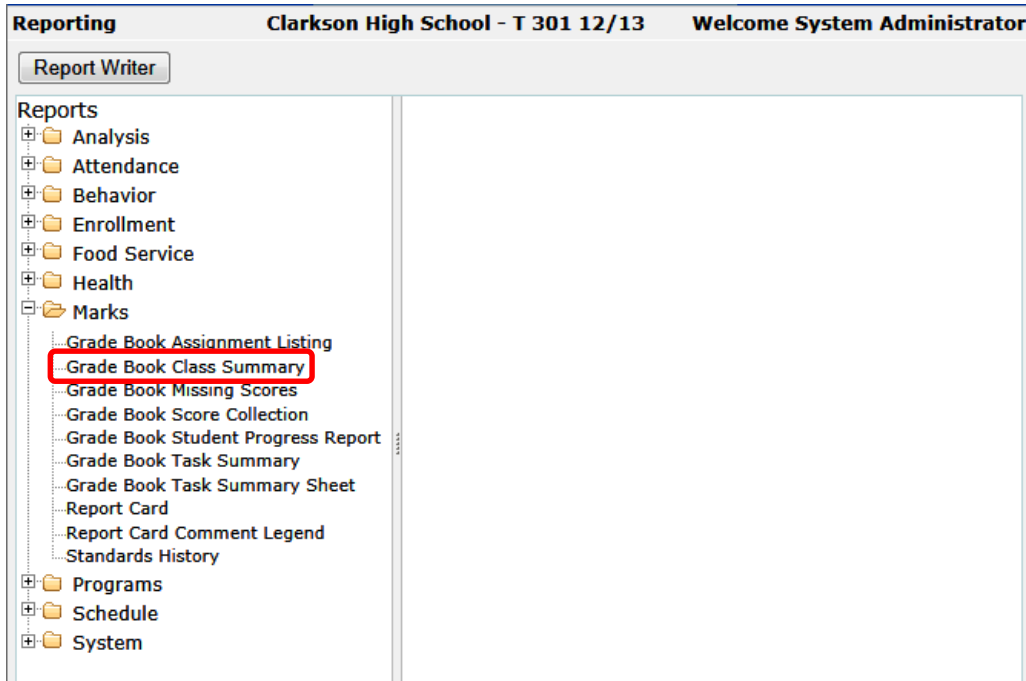 Reporting Clarkson High School - T 301 12/13 Welcome System Administrator
Report Writer
Reports
Analysis
Attendance
Behavior
Enrollment
Food Service
Health
Marks
Grade Book Assignment Listing
Grade Book Class Summary
Grade Book Missing Scores
Grade Book Score Collection
Grade Book Student Progress Report
Grade Book Task Summary
Grade Book Task Summary Sheet
Report Card
Report Card Comment Legend
Standards History
Programs
Schedule
System